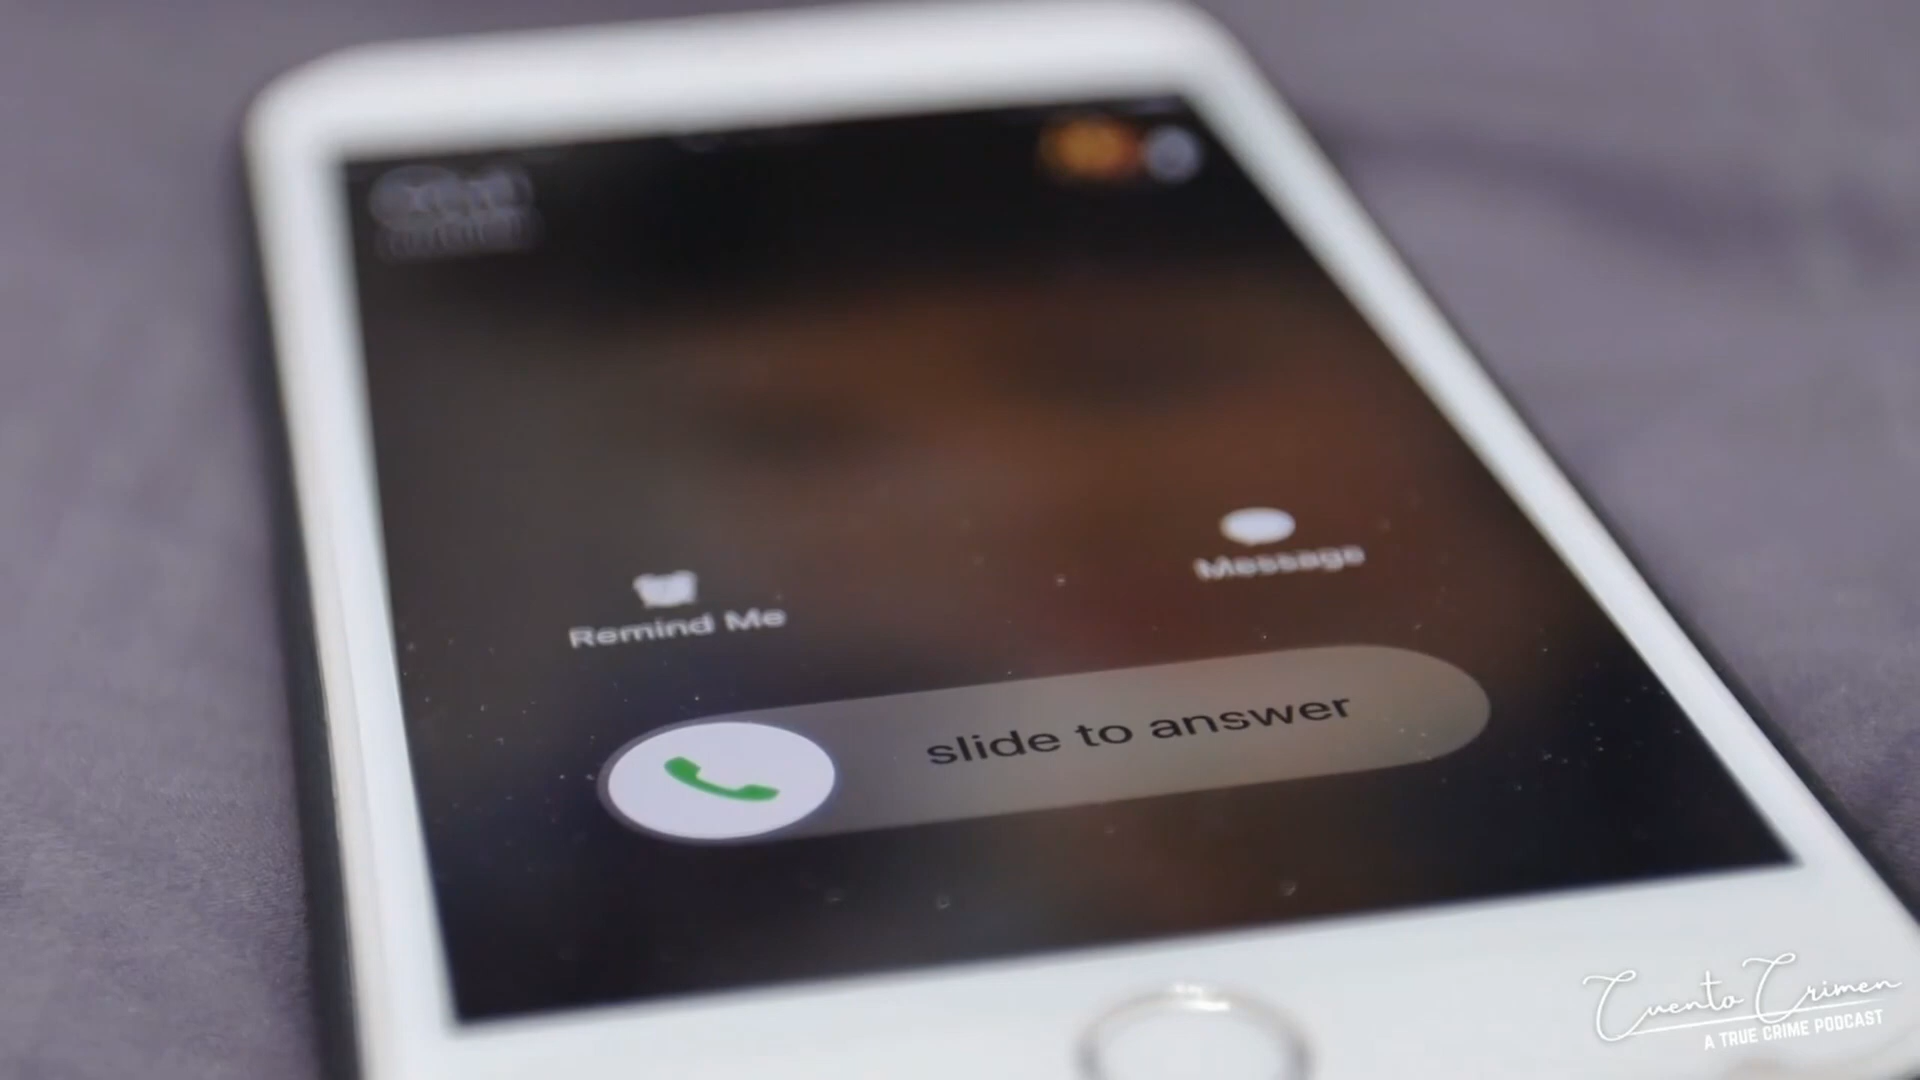 Remind Me
Message
slide to answer
Cuento Crimen
A TRUE CRIME PODCAST